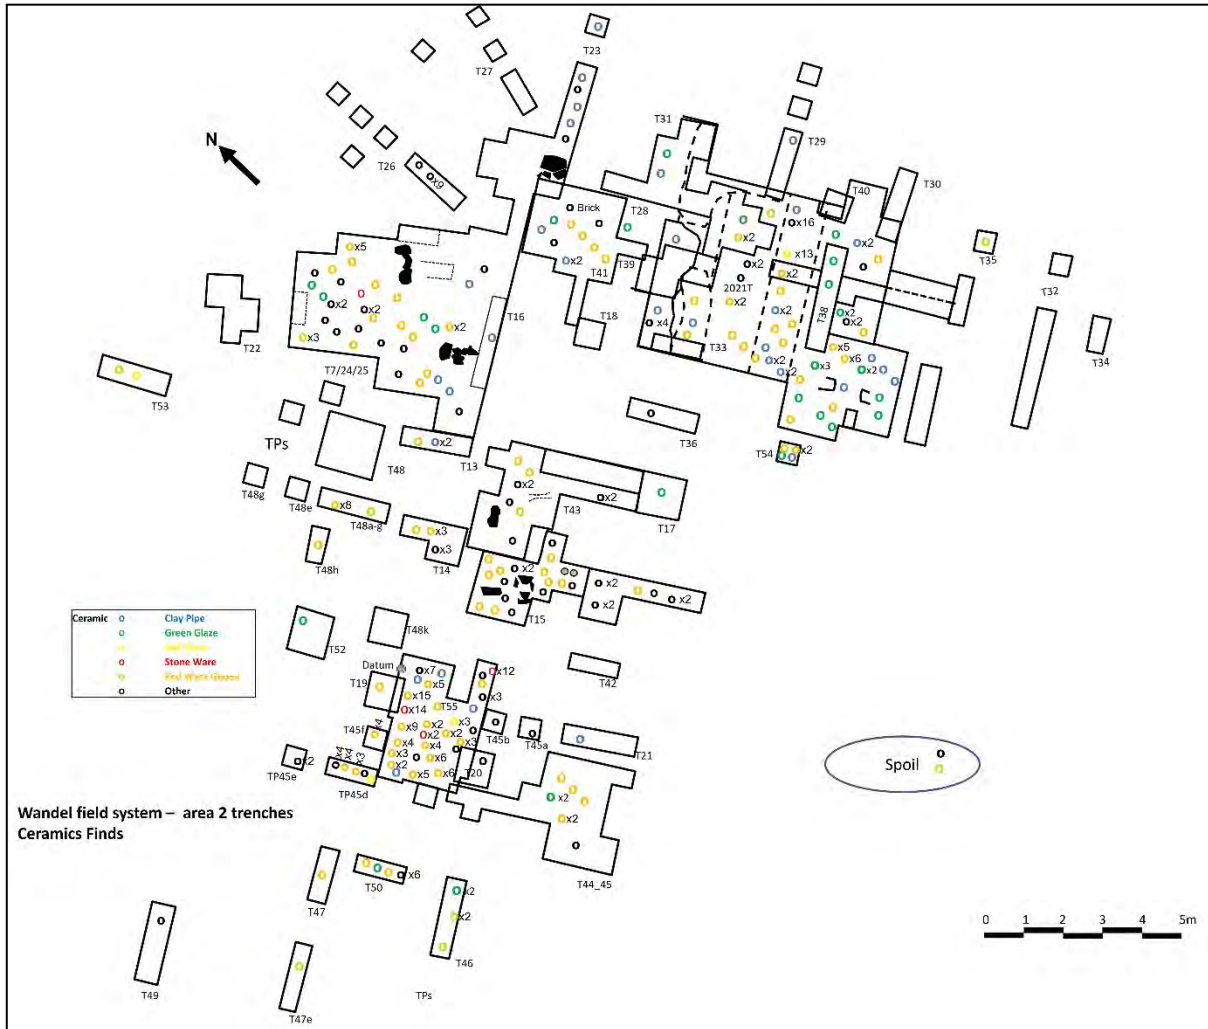 T23
T27
T31
T29
N
T26
x9
T30
T40
Brick
T28
x16
x5
x2
x2
T35
x2
x2
x13
T41
T39
T32
x2
2021T
x2
x2
x2
x2
x2
T16
T18
T38
x2
x4
x2
x3
T33
x5
T22
x2
x6
T34
x3
x2
T7/24/25
x2
T53
T36
TPs
x2
x2
T54
T48
T13
x2
T48g
T48e
x2
T43
x8
T17
T48a-g
x3
x3
T48h
T14
x2
x2
x2
x2
T15
Ceramic o Clay Pipe
o Green Glaze
o
o Stone Ware
o Red Ware Glazed
o Other
T48k
T52
Datum
x7
x12
T42
T19
x5
x15
x3
x14
T55
x4
x9
x2
x3
T45f
x2
x2
T45b
T45a
x4
x4
x3
x4
x4
x3
x3
x6
T21
x2
x2
TP45e
T20
x5
x6
TP45d
Spoil
x2
Wandel field system – area 2 trenches
Ceramics Finds
x2
x6
T50
T47
T44_45
x2
x2
0 1 2 3 4 5m
T46
T49
TPs
T47e